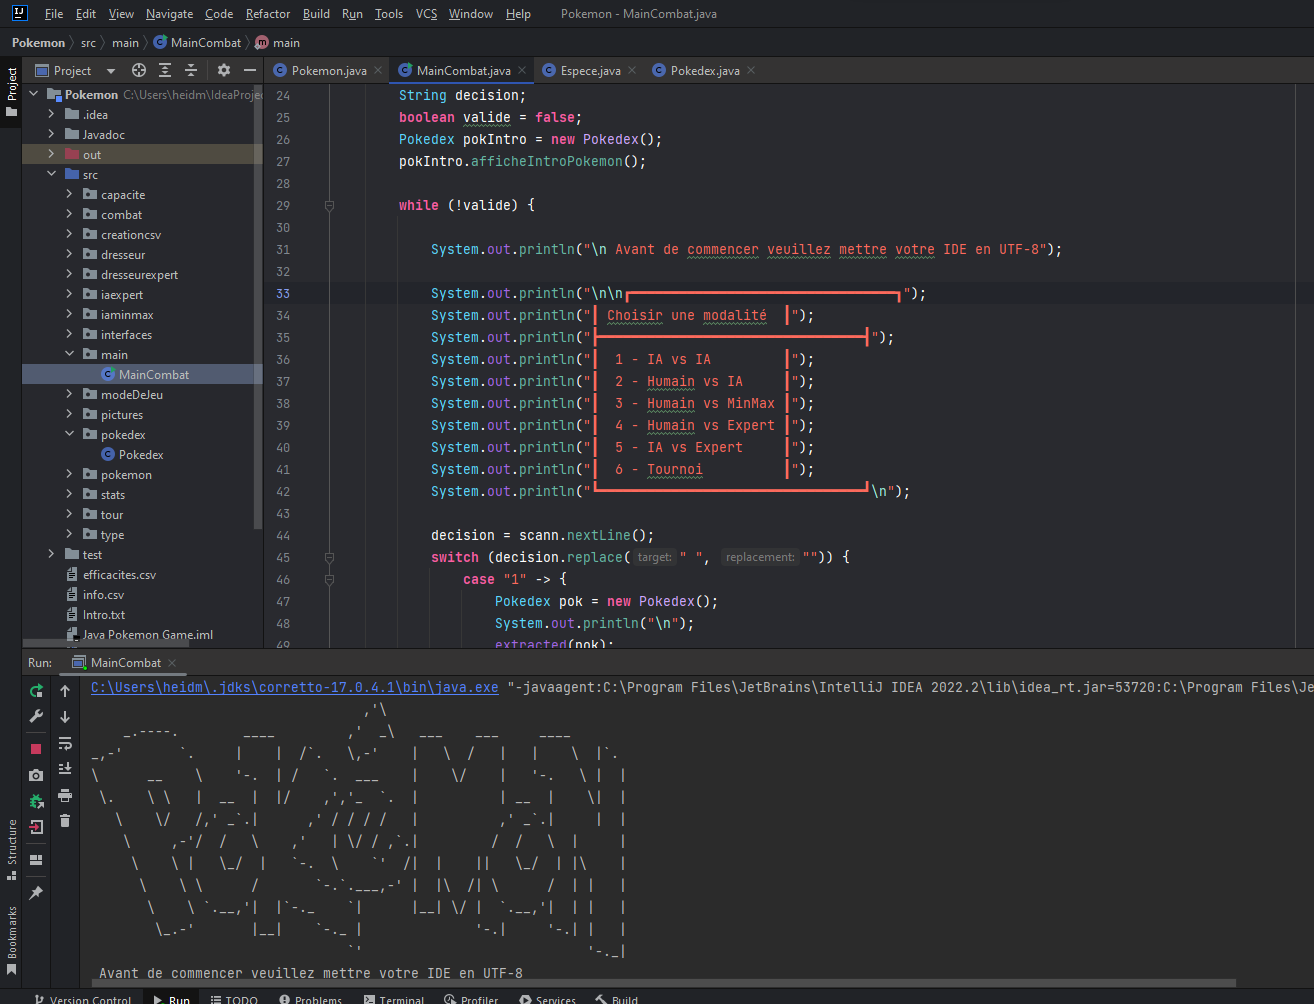 IJ File Edit View Navigate Code Refactor Build Run Tools VCS Window Help Pokemon - MainCombat.java
Pokemon src main MainCombat main
Project Pokemon.java MainCombat.java Espece.java Pokedex.java
Project
Pokemon C:\Users\heidm\IdeaProjec
.idea
Javadoc
out
src
capacite
combat
creationcsv
dresseur
dresseurexpert
iaexpert
iaminmax
interfaces
main
MainCombat
modeDeJeu
pictures
pokedex
Pokedex
pokemon
stats
tour
type
test
efficacites.csv
info.csv
Intro.txt
Java Pokemon Game.iml
24 String decision;
25 boolean valide = false;
26 Pokedex pokIntro = new Pokedex();
27 pokIntro.afficheIntroPokemon();
28
29 while (!valide) {
30
31 System.out.println("\n Avant de commencer veuillez mettre votre IDE en UTF-8");
32
33 System.out.println("\n\n┏━━━━━━━━━━━━━━━━━━━━━━━┓");
34 System.out.println("┃ Choisir une modalité  ┃");
35 System.out.println("┣━━━━━━━━━━━━━━━━━━━━━━━┫");
36 System.out.println("┃  1 - IA vs IA         ┃");
37 System.out.println("┃  2 - Humain vs IA     ┃");
38 System.out.println("┃  3 - Humain vs MinMax ┃");
39 System.out.println("┃  4 - Humain vs Expert ┃");
40 System.out.println("┃  5 - IA vs Expert     ┃");
41 System.out.println("┃  6 - Tournoi          ┃");
42 System.out.println("┗━━━━━━━━━━━━━━━━━━━━━━━┛\n");
43
44 decision = scann.nextLine();
45 switch (decision.replace( target: " ", replacement: "")) {
46 case "1" -> {
47 Pokedex pok = new Pokedex();
48 System.out.println("\n");
49 extracted(pok);
Run: MainCombat
C:\Users\heidm\.jdks\corretto-17.0.4.1\bin\java.exe "-javaagent:C:\Program Files\JetBrains\IntelliJ IDEA 2022.2\lib\idea_rt.jar=53720:C:\Program Files\Je
Avant de commencer veuillez mettre votre IDE en UTF-8
Structure
Bookmarks
Version Control Run TODO Problems Terminal Profiler Services Build